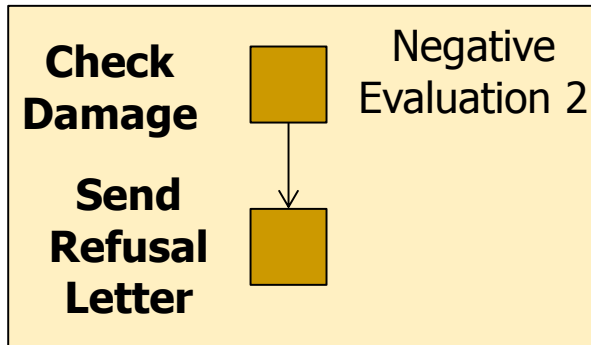 Check
Damage
Negative
Evaluation 2
Send
Refusal
Letter